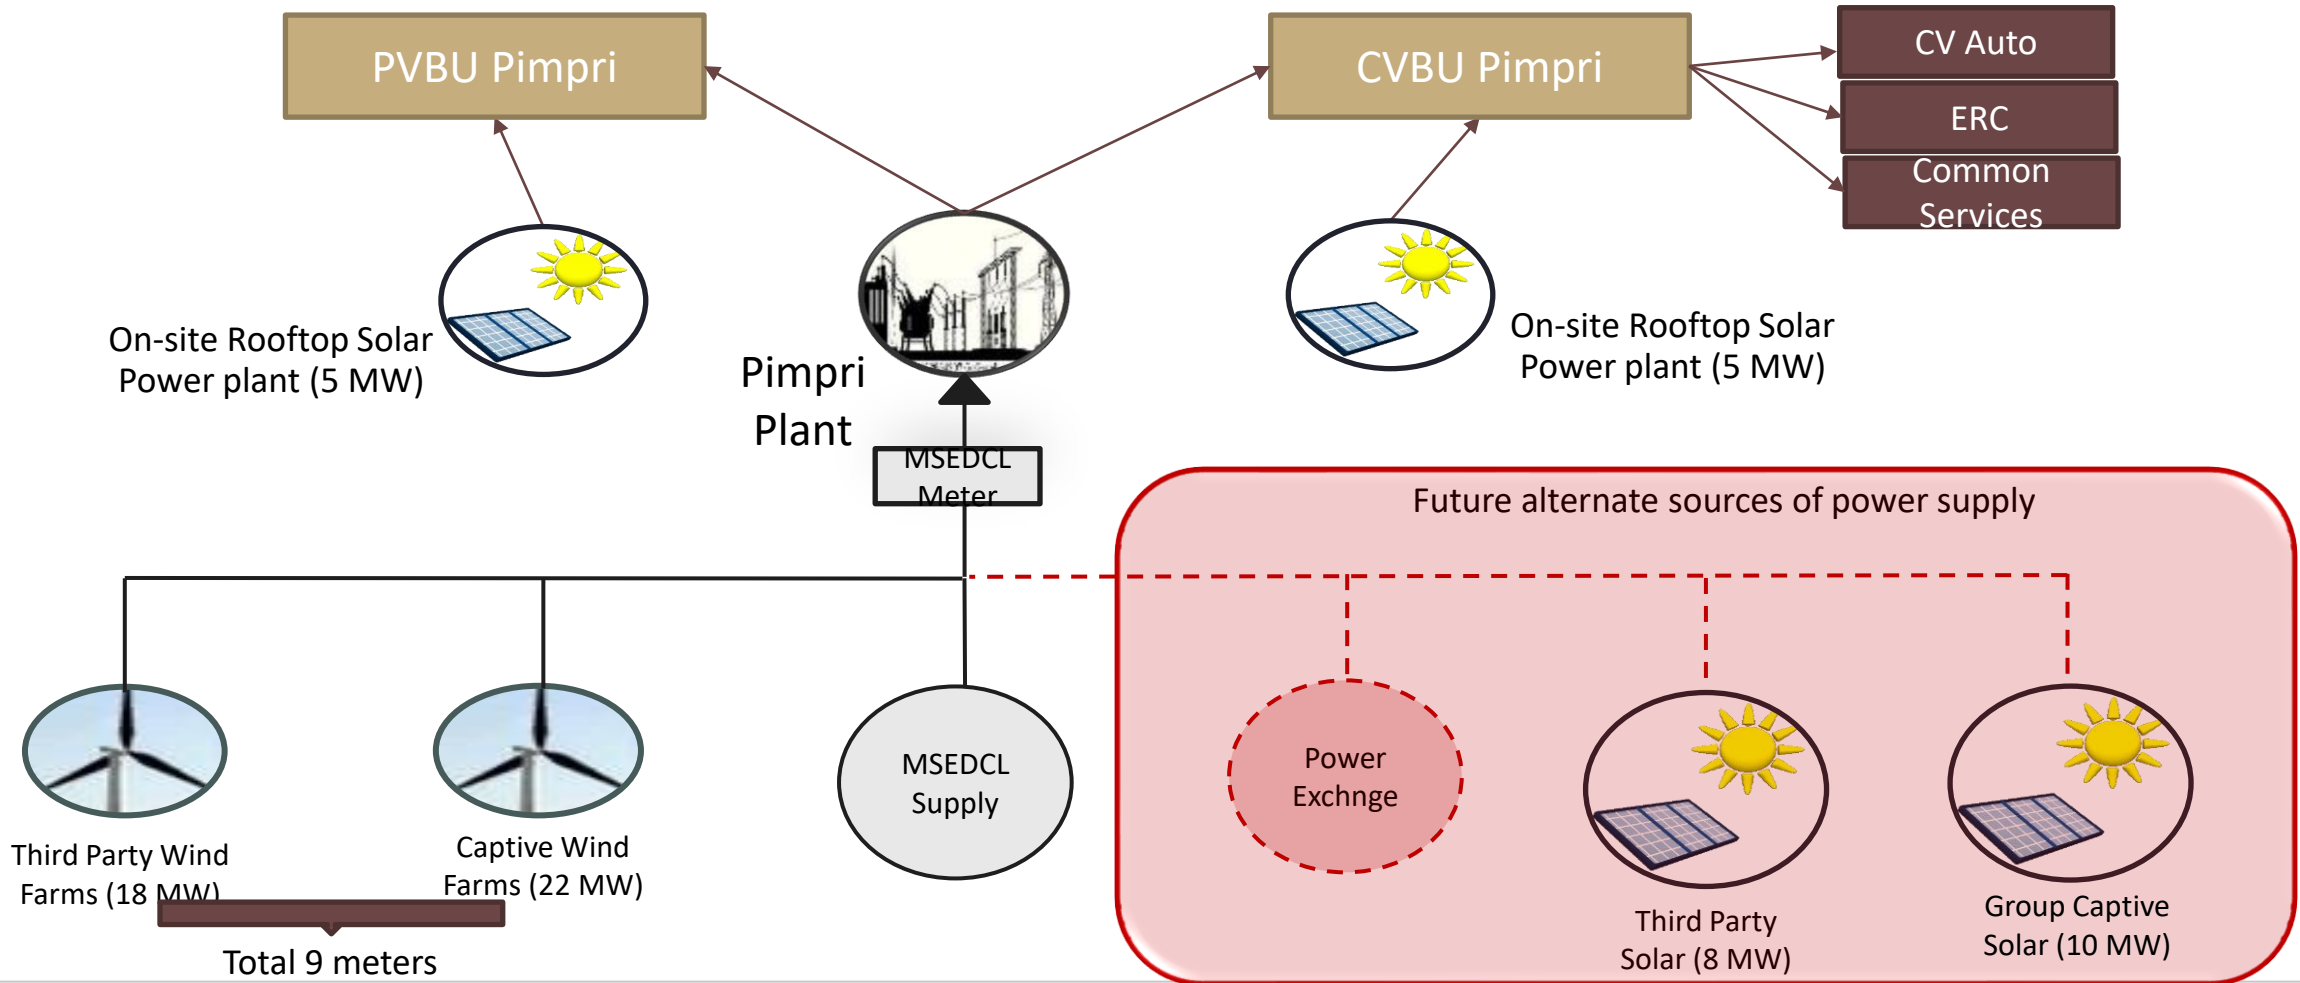 PVBU Pimpri
CVBU Pimpri
CV Auto
ERC
Common
Services
On-site Rooftop Solar
Power plant (5 MW)
Pimpri
Plant
On-site Rooftop Solar
Power plant (5 MW)
MSEDCL
Meter
Future alternate sources of power supply
Third Party Wind
Farms (18 MW)
Captive Wind
Farms (22 MW)
Total 9 meters
MSEDCL
Supply
Power
Exchnge
Third Party
Solar (8 MW)
Group Captive
Solar (10 MW)